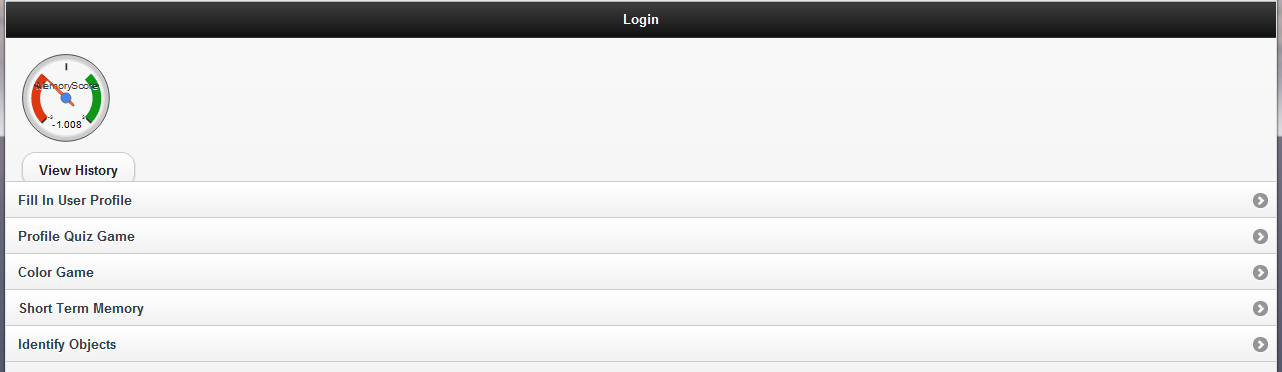 Login
MemoryScore
-1.008
View History
Fill In User Profile
Profile Quiz Game
Color Game
Short Term Memory
Identify Objects